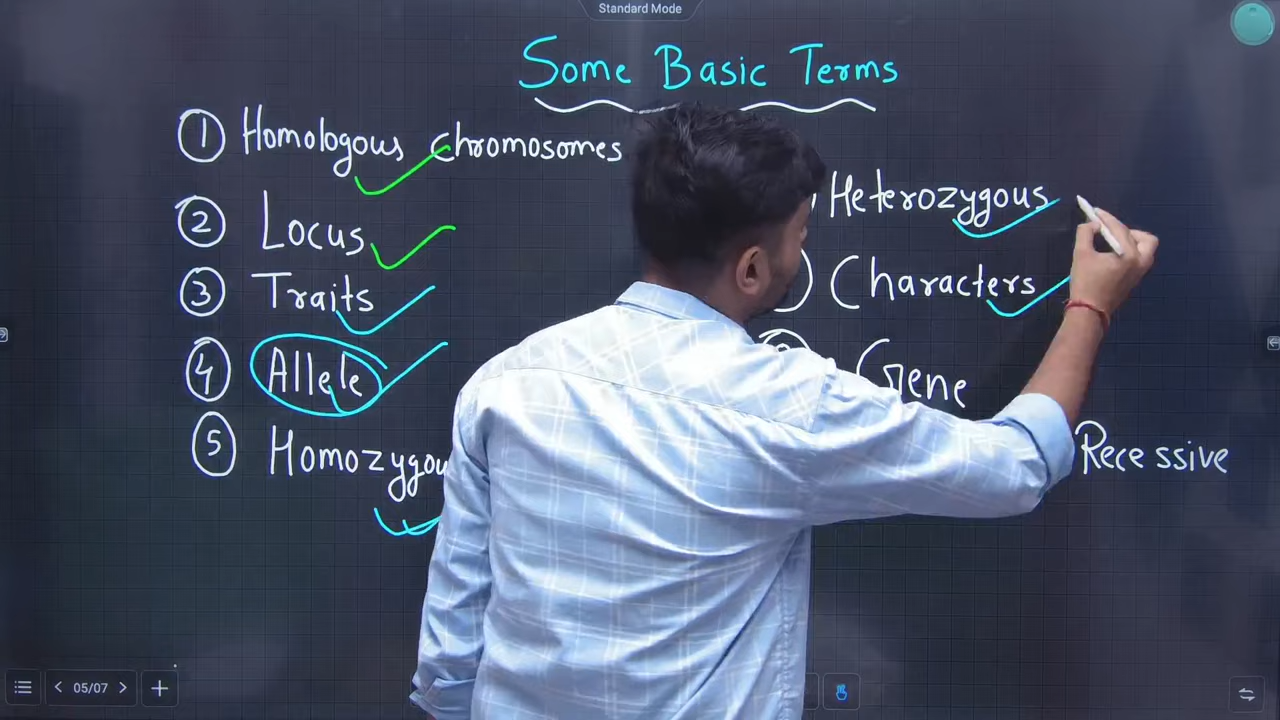 Standard Mode
Some Basic Terms
① Homologous chromosomes
② Locus
③ Traits
④ Allele
⑤
Heterozygous
Characters
Gene
Recessive
05/07